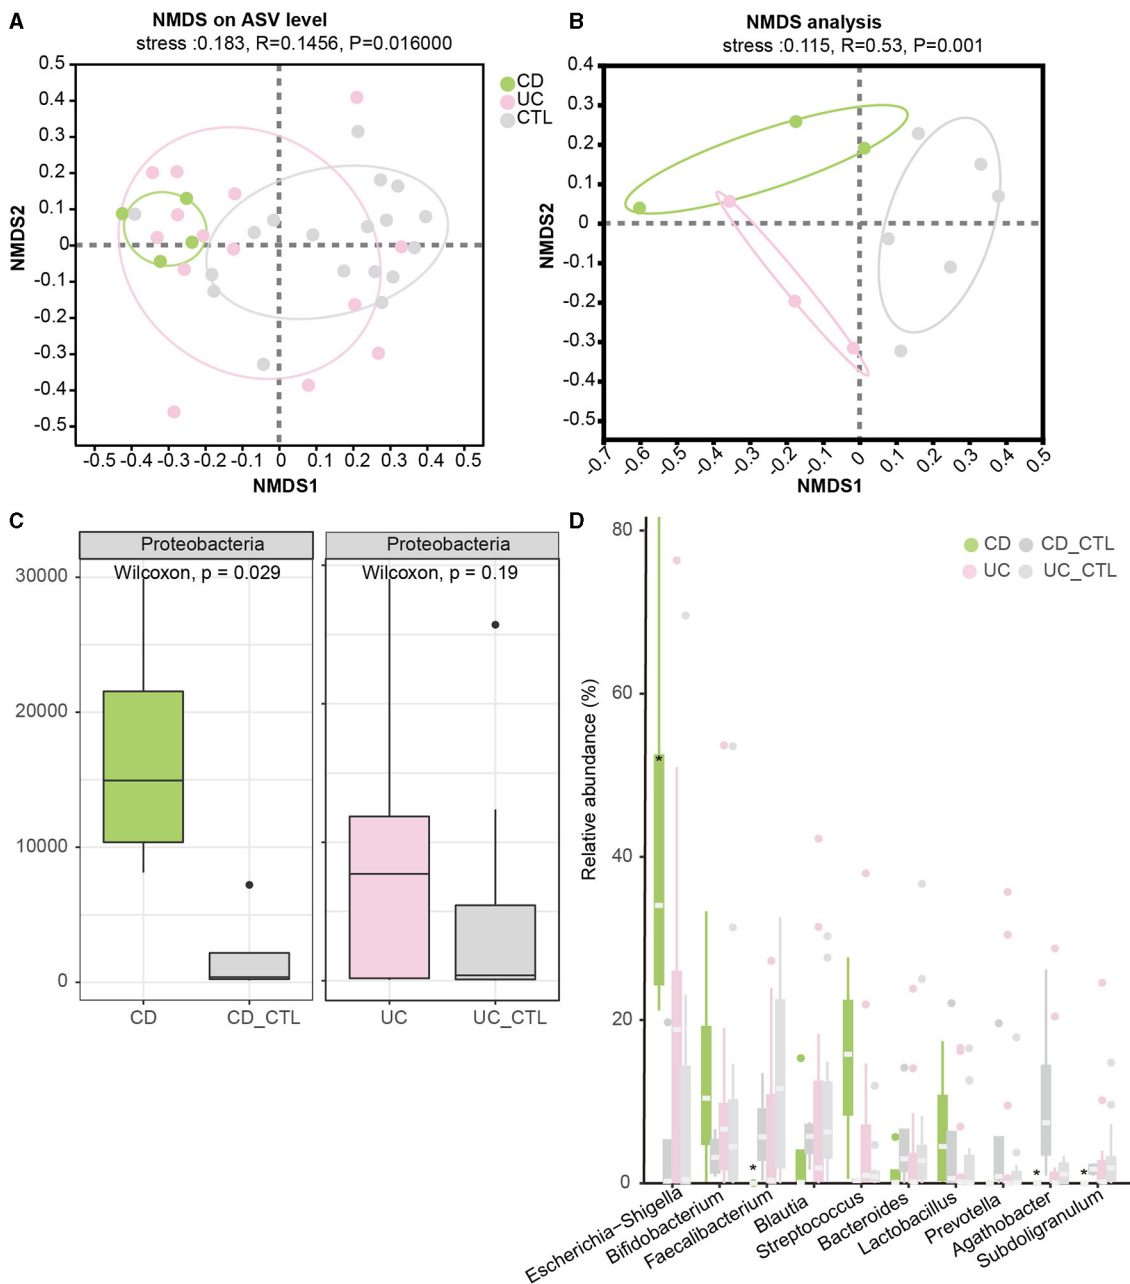 A
NMDS on ASV level
stress :0.183, R=0.1456, P=0.016000
0.5
0.4
0.3
0.2
0.1
0
-0.1
-0.2
-0.3
-0.4
-0.5
NMDS2
-0.5 -0.4 -0.3 -0.2 -0.1 0 0.1 0.2 0.3 0.4 0.5
NMDS1
CD
UC
CTL
B
NMDS analysis
stress :0.115, R=0.53, P=0.001
0.4
0.3
0.2
0.1
0
-0.1
-0.2
-0.3
-0.4
-0.5
NMDS2
-0.7 -0.6 -0.5 -0.4 -0.3 -0.2 -0.1 0 0.1 0.2 0.3 0.4 0.5
NMDS1
C
Proteobacteria
Wilcoxon, p = 0.029
30000
20000
10000
0
CD CD_CTL
Proteobacteria
Wilcoxon, p = 0.19
UC UC_CTL
D
CD CD_CTL
UC UC_CTL
80
60
40
20
0
Relative abundance (%)
*
*
*
*
Escherichia–Shigella
Bifidobacterium
Faecalibacterium
Blautia
Streptococcus
Bacteroides
Lactobacillus
Prevotella
Agathobacter
Subdoligranulum